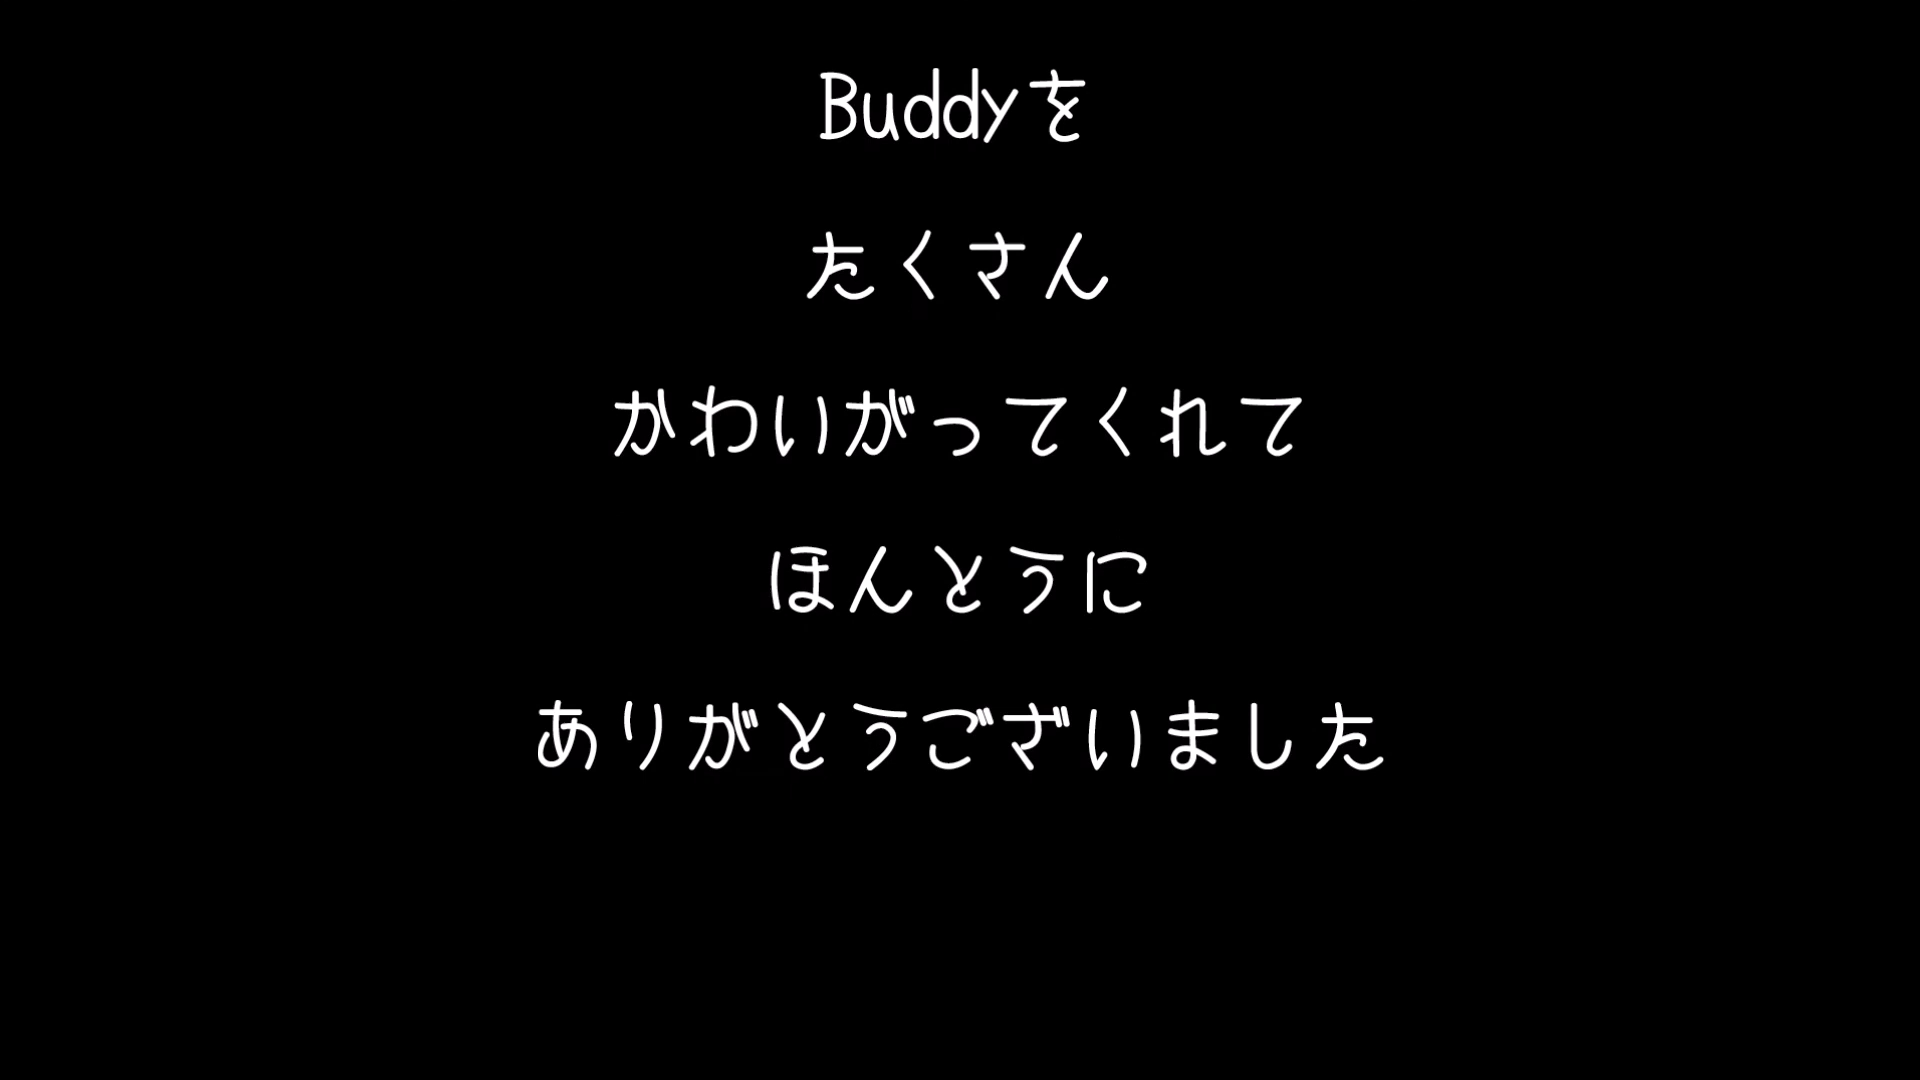 Buddyを
たくさん
かわいがってくれて
ほんとうに
ありがとうございました